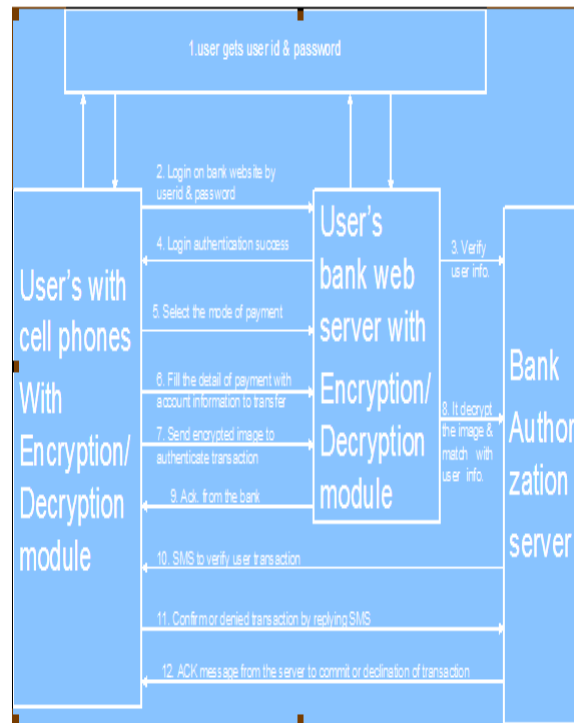 1.user gets user id & password
2. Login on bank website by
userid & password
4. Login authentication success
5. Select the mode of payment
6. Fill the detail of payment with
account information to transfer
7. Send encrypted image to
authenticate transaction
9. Ack. from the bank
User's with
cell phones
With
Encryption/
Decryption
module
User's
bank web
server with
Encryption/
Decryption
module
3. Verify
user info.
8. It decrypt
the image &
match with
user info.
Bank
Author
zation
server
10. SMS to verify user transaction
11. Confirm or denied transaction by replying SMS
12. ACK message from the server to commit or declination of transaction